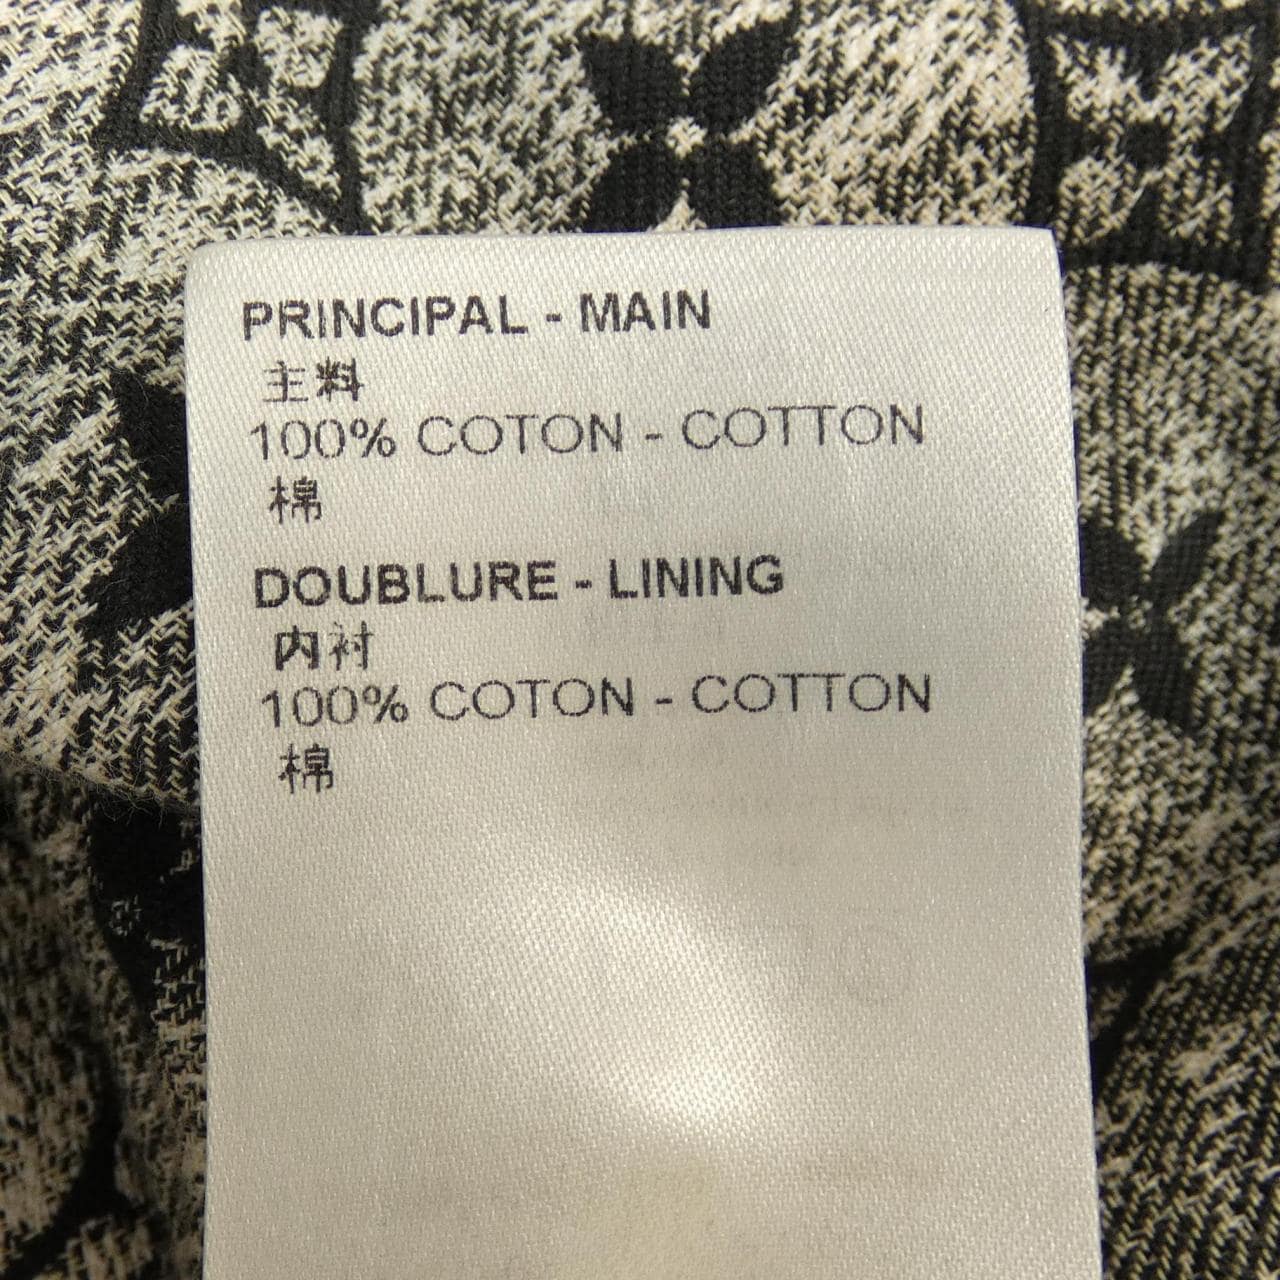 PRINCIPAL - MAIN
主料
100% COTON - COTTON
棉
DOUBLURE - LINING
内衬
100% COTON - COTTON
棉